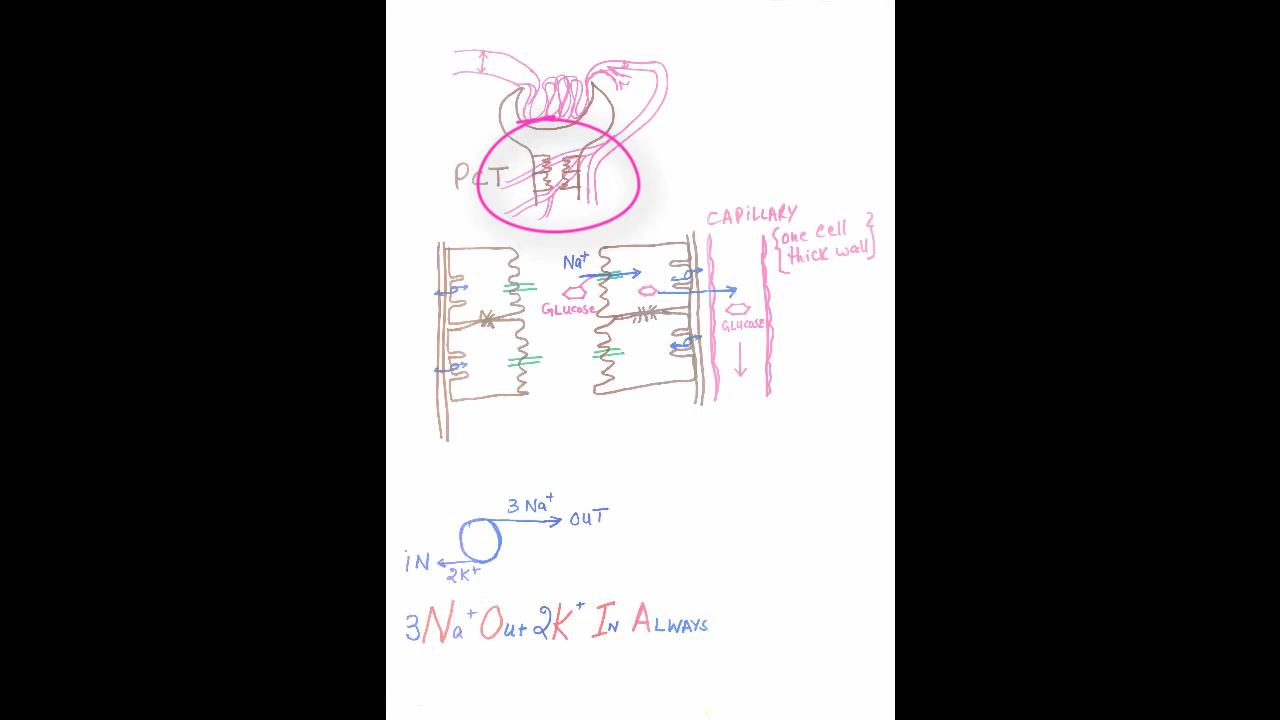 PCT
CAPILLARY
{one cell
thick wall}
Na⁺
GLUCOSE
GLUCOSE
3 Na⁺
OUT
IN
2K⁺
3Na⁺ Out 2K⁺ IN ALWAYS